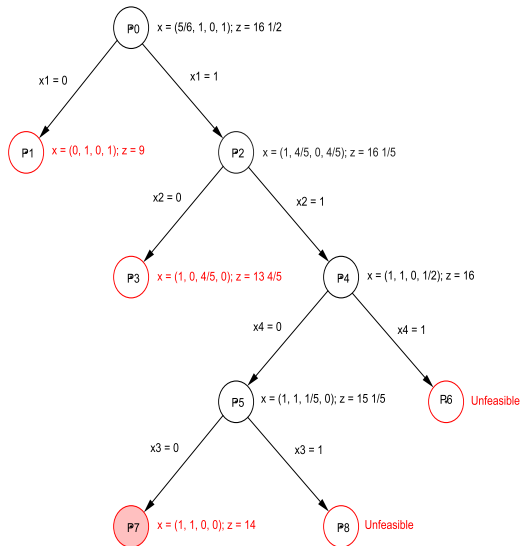 P0 x = (5/6, 1, 0, 1); z = 16 1/2
x1 = 0 x1 = 1
P1 x = (0, 1, 0, 1); z = 9 P2 x = (1, 4/5, 0, 4/5); z = 16 1/5
x2 = 0 x2 = 1
P3 x = (1, 0, 4/5, 0); z = 13 4/5 P4 x = (1, 1, 0, 1/2); z = 16
x4 = 0 x4 = 1
P5 x = (1, 1, 1/5, 0); z = 15 1/5 P6 Unfeasible
x3 = 0 x3 = 1
P7 x = (1, 1, 0, 0); z = 14 P8 Unfeasible